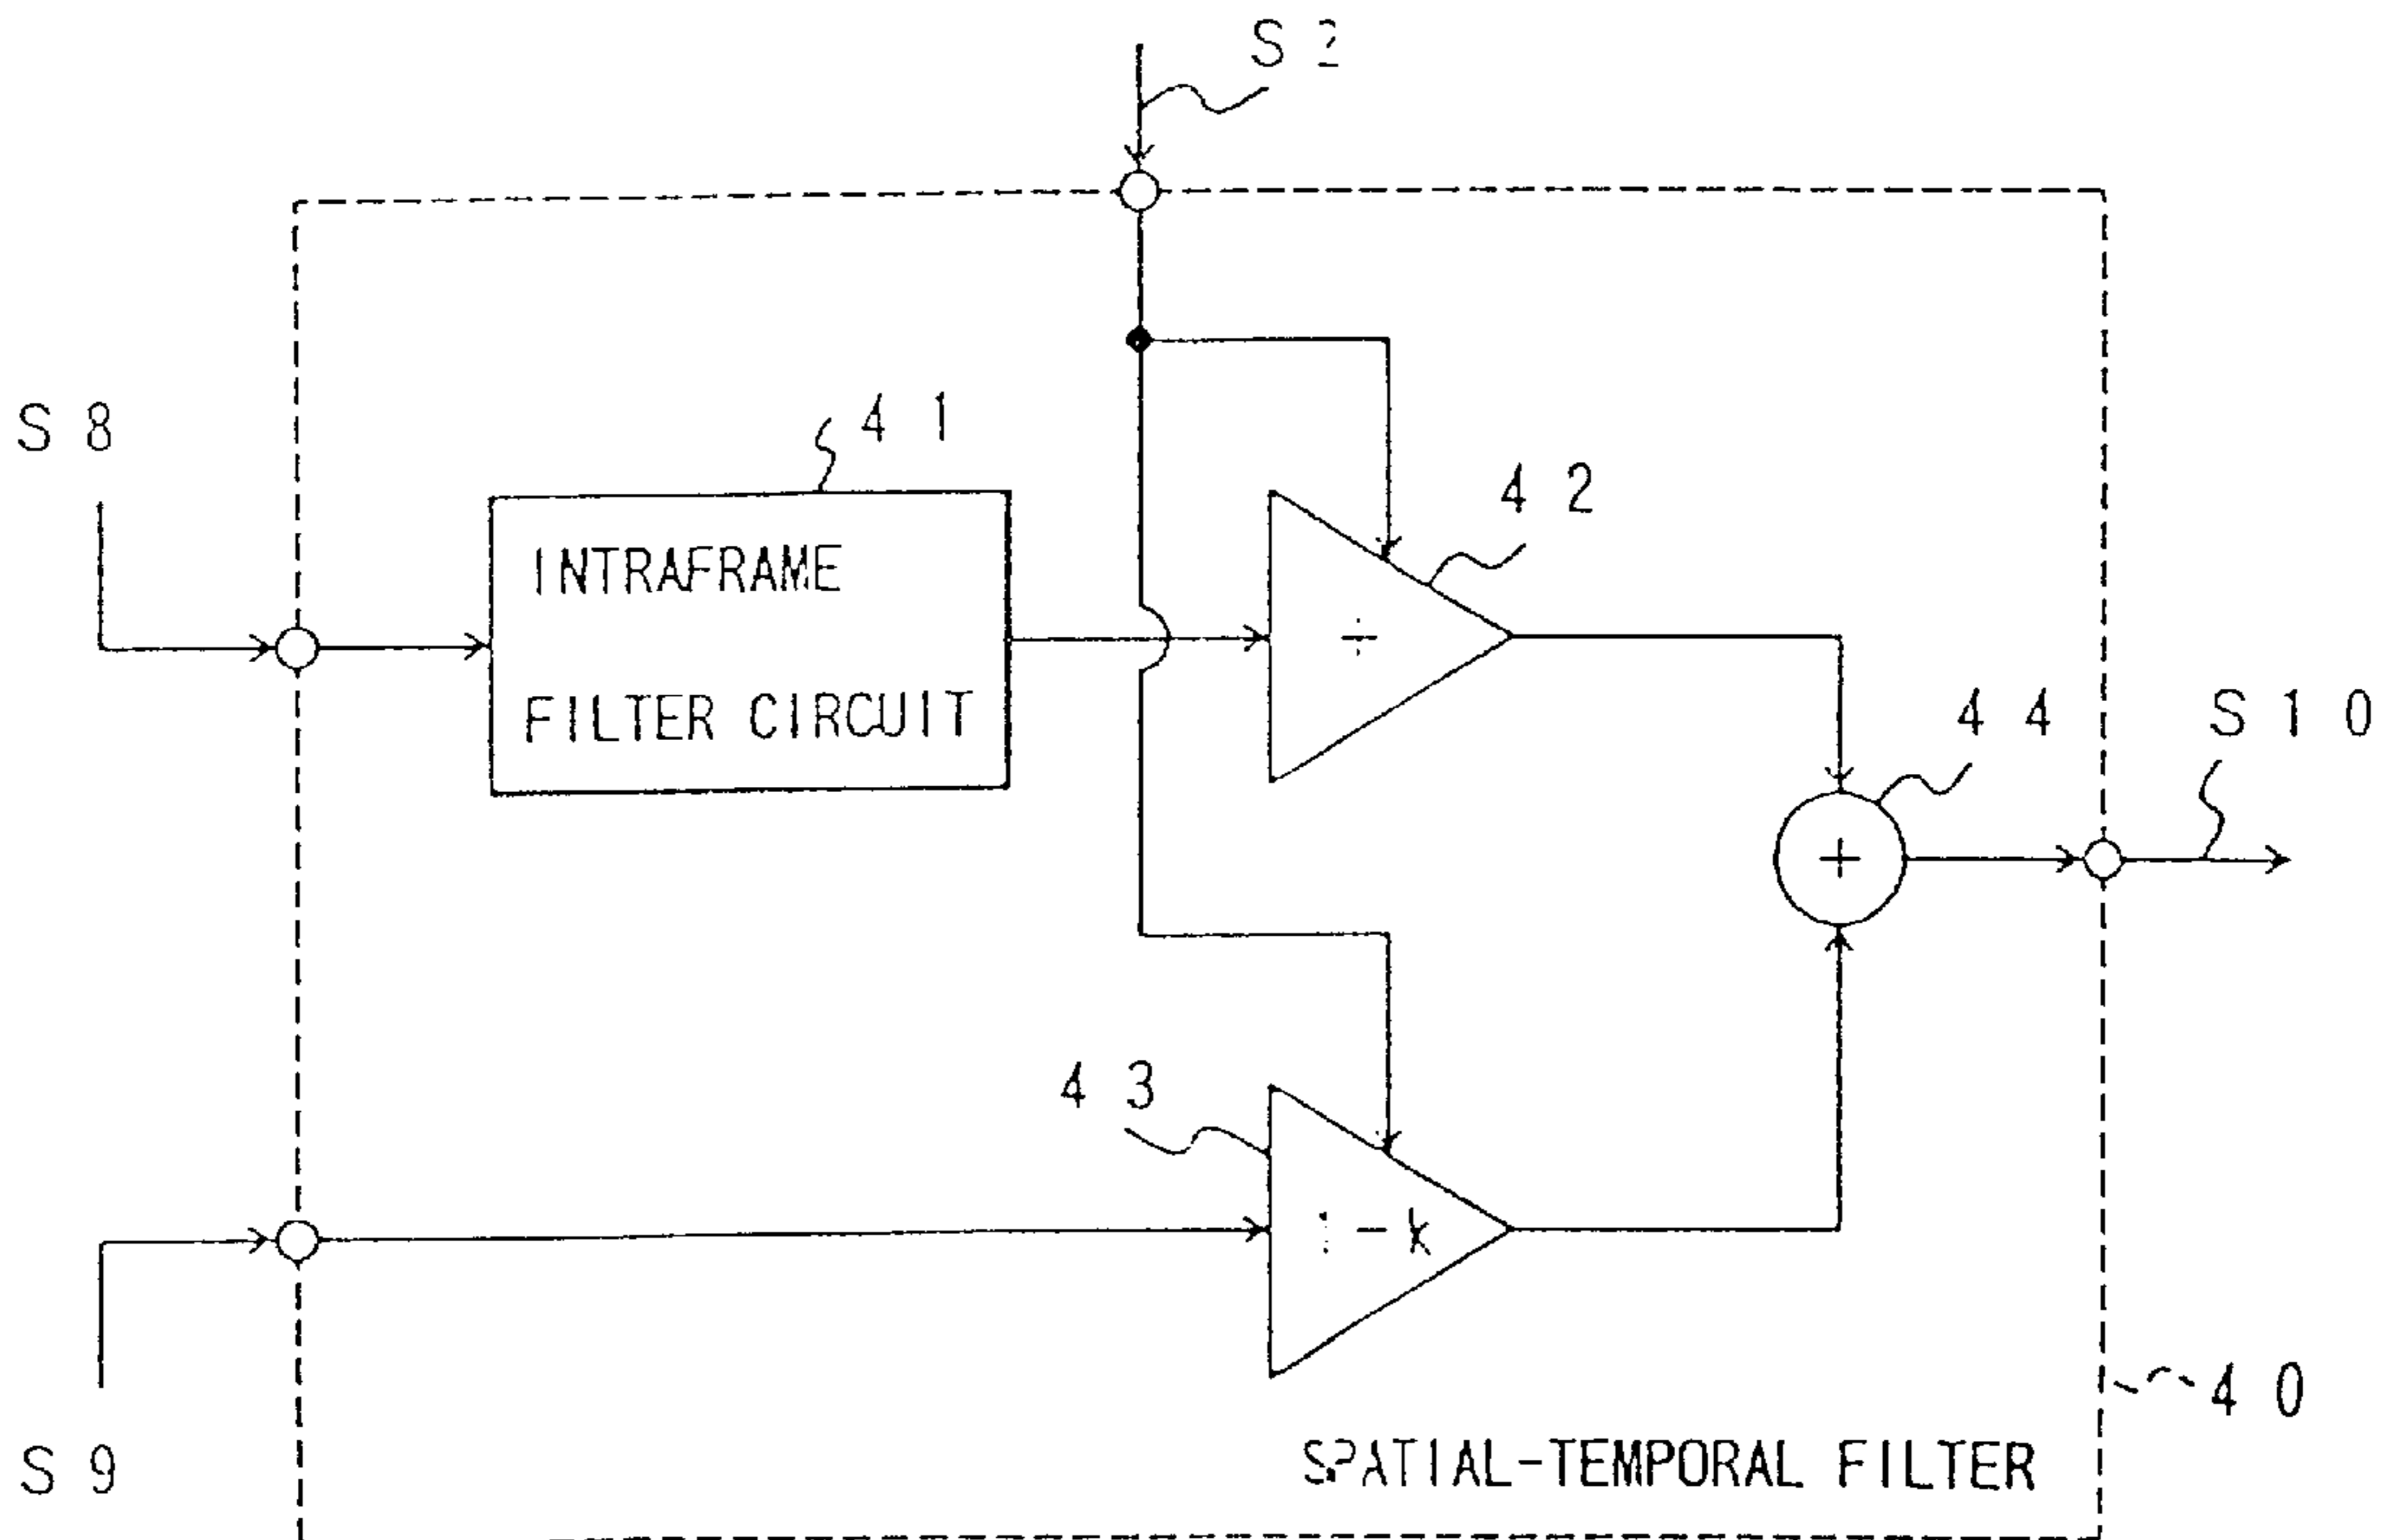 S 2
S 8
4 1
INTRAFRAME
FILTER CIRCUIT
4 2
÷
4 4
+
S 1 0
4 3
1 - k
4 0
S 9
SPATIAL-TEMPORAL FILTER